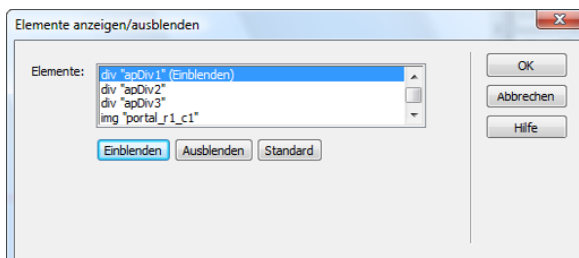 Elemente anzeigen/ausblenden
Elemente:
div "apDiv1" (Einblenden)
div "apDiv2"
div "apDiv3"
img "portal_r1_c1"
Einblenden Ausblenden Standard
OK
Abbrechen
Hilfe